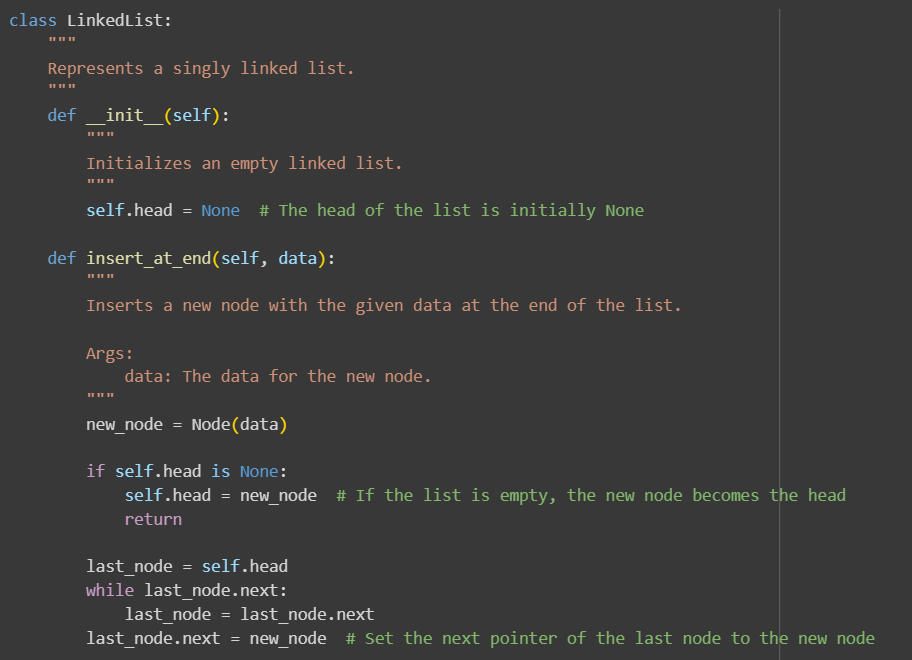 class LinkedList:
    """
    Represents a singly linked list.
    """
    def __init__(self):
        """
        Initializes an empty linked list.
        """
        self.head = None  # The head of the list is initially None

    def insert_at_end(self, data):
        """
        Inserts a new node with the given data at the end of the list.

        Args:
            data: The data for the new node.
        """
        new_node = Node(data)

        if self.head is None:
            self.head = new_node  # If the list is empty, the new node becomes the head
            return

        last_node = self.head
        while last_node.next:
            last_node = last_node.next
        last_node.next = new_node  # Set the next pointer of the last node to the new node